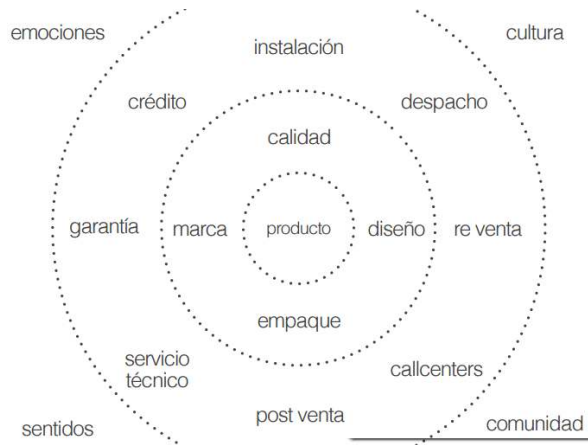 emociones
cultura
instalación
crédito
despacho
calidad
garantía
marca
producto
diseño
re venta
empaque
servicio
técnico
callcenters
post venta
sentidos
comunidad